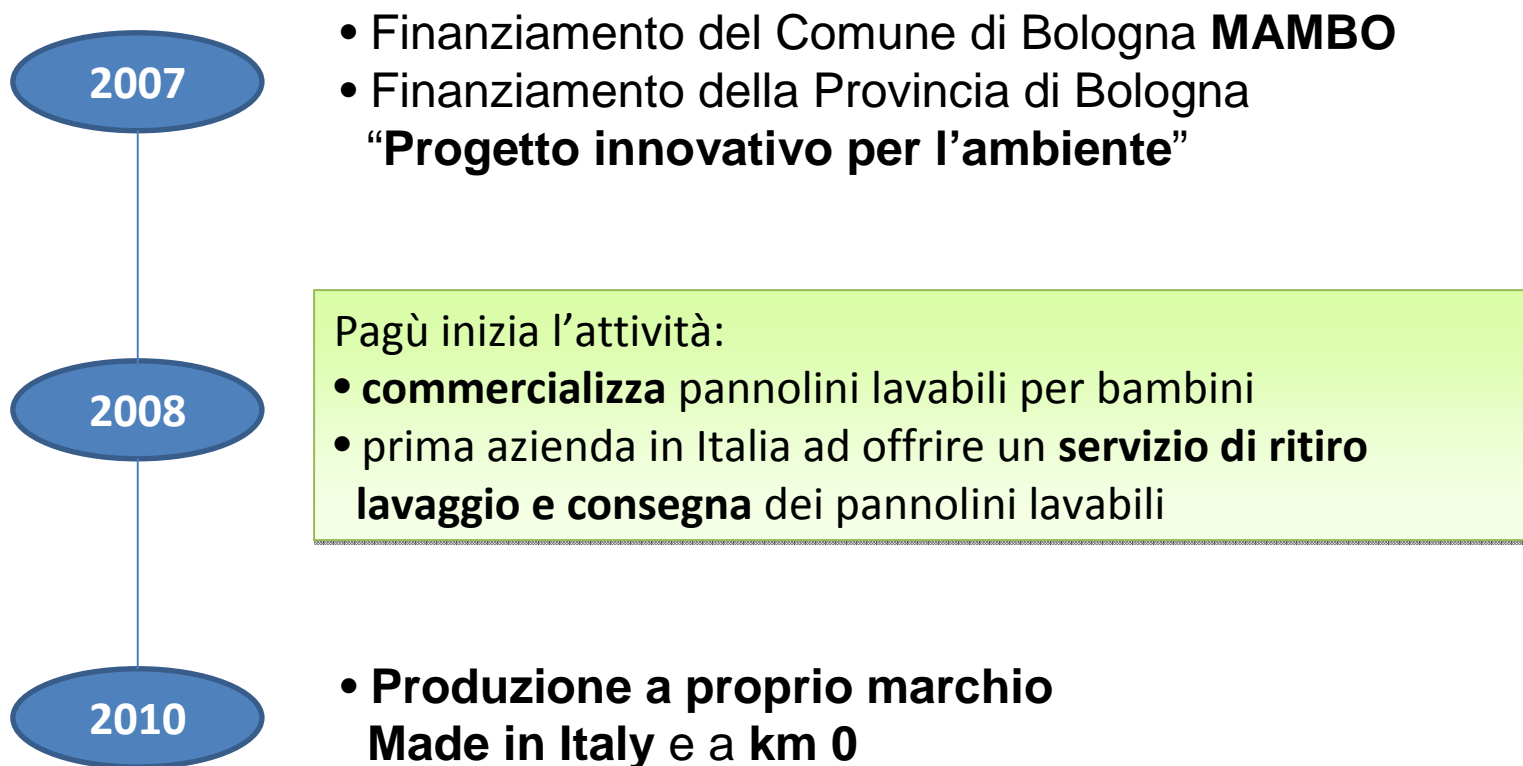 2007
• Finanziamento del Comune di Bologna MAMBO
• Finanziamento della Provincia di Bologna
“Progetto innovativo per l’ambiente”
2008
Pagù inizia l’attività:
• commercializza pannolini lavabili per bambini
• prima azienda in Italia ad offrire un servizio di ritiro
lavaggio e consegna dei pannolini lavabili
2010
• Produzione a proprio marchio
Made in Italy e a km 0